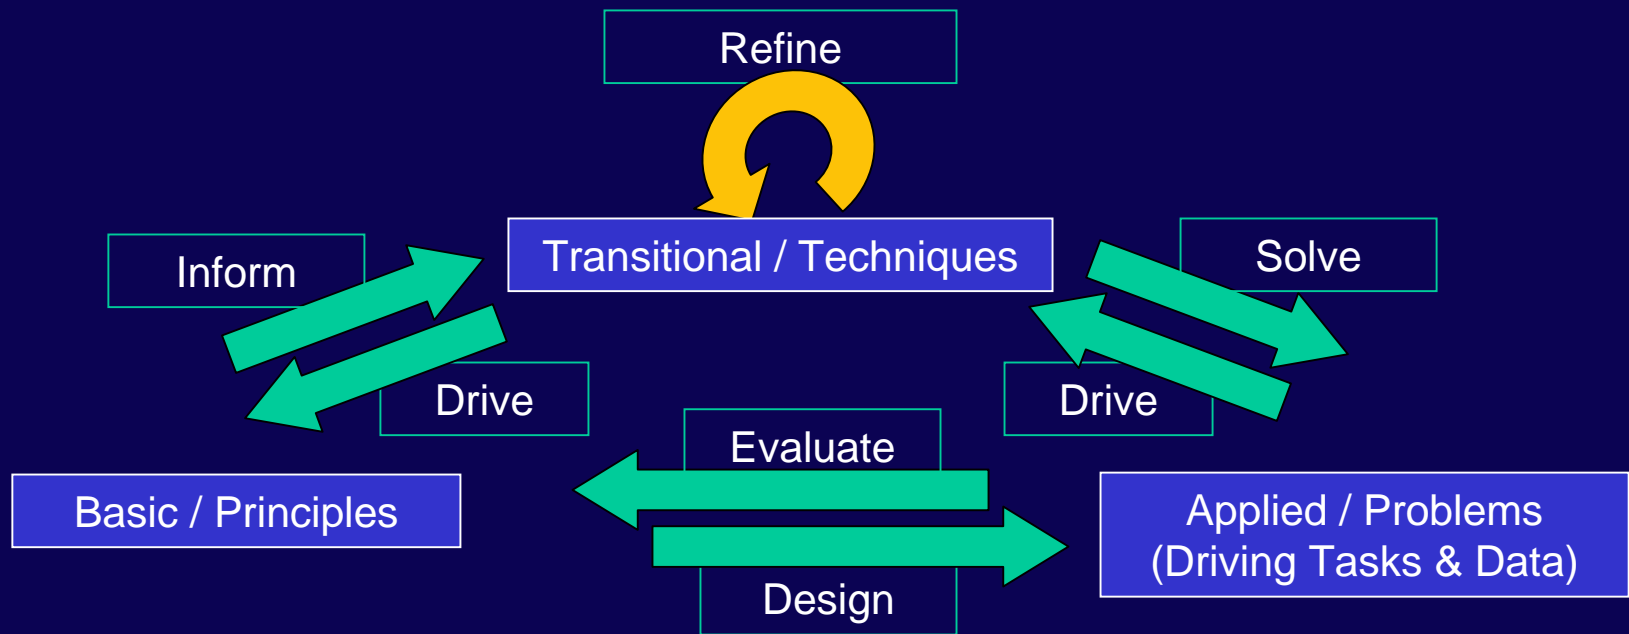 Refine
Transitional / Techniques
Inform
Solve
Drive
Drive
Evaluate
Basic / Principles
Applied / Problems
(Driving Tasks & Data)
Design